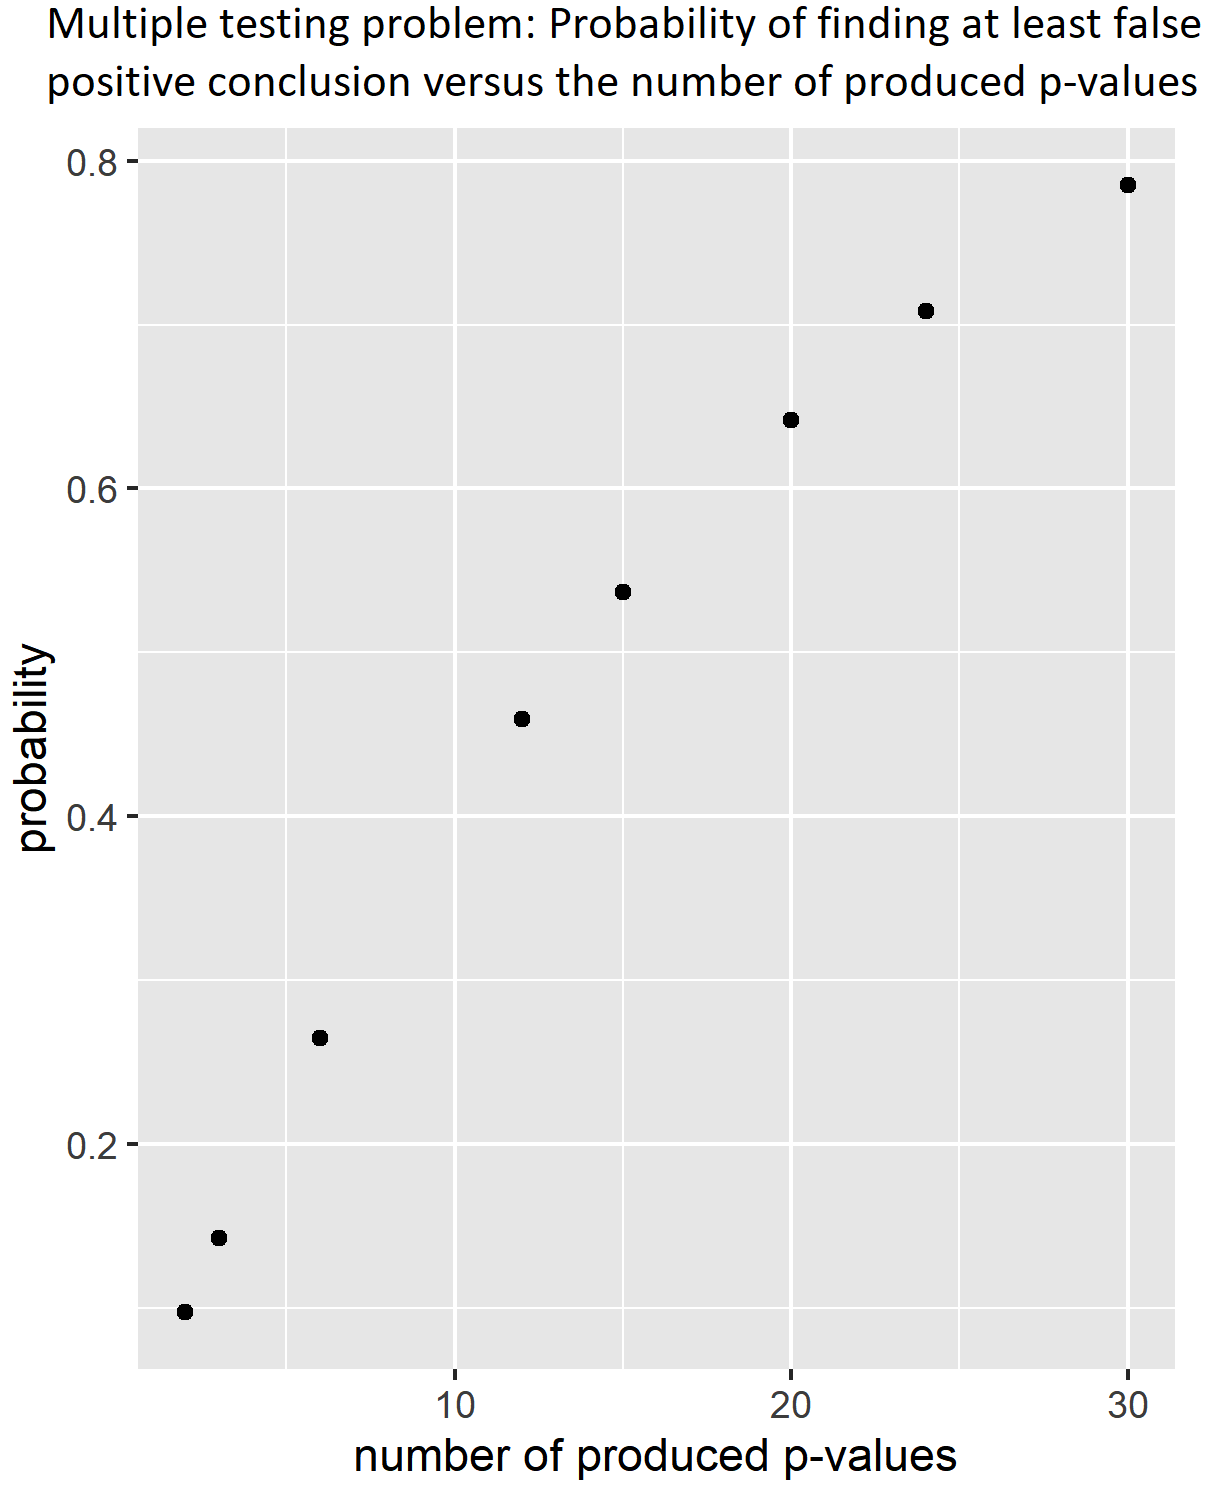 Multiple testing problem: Probability of finding at least false
positive conclusion versus the number of produced p-values
0.8
0.6
0.4
0.2
probability
10 20 30
number of produced p-values